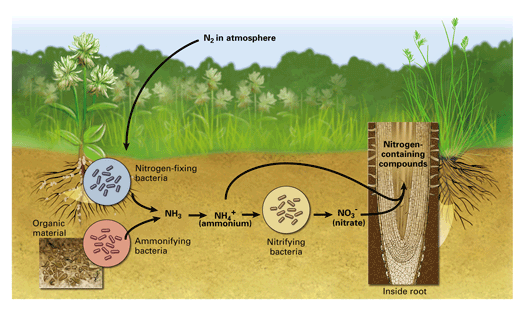 N₂ in atmosphere
Nitrogen-
containing
compounds
Nitrogen-fixing
bacteria
NH₃
NH₄⁺
(ammonium)
NO₃⁻
(nitrate)
Organic
material
Ammonifying
bacteria
Nitrifying
bacteria
Inside root